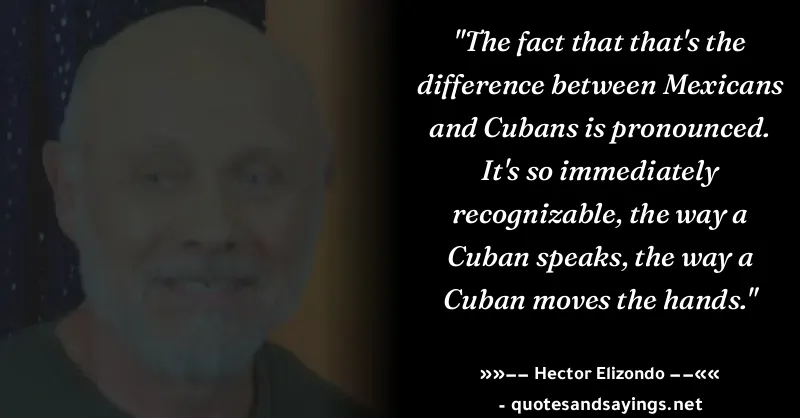 "The fact that that's the
difference between Mexicans
and Cubans is pronounced.
It's so immediately
recognizable, the way a
Cuban speaks, the way a
Cuban moves the hands."
»»–– Hector Elizondo ––««
- quotesandsayings.net